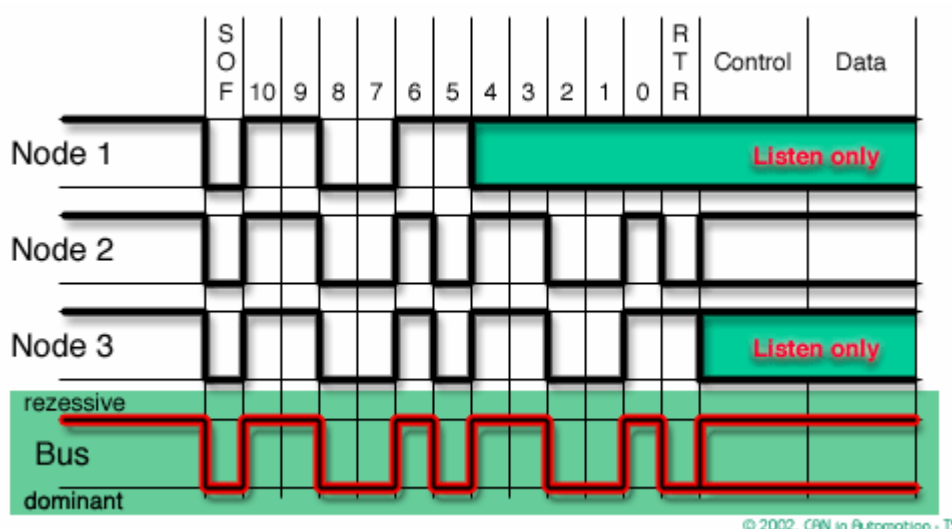 S
O
F
10 9 8 7 6 5 4 3 2 1 0
R
T
R
Control
Data
Node 1
Listen only
Node 2
Node 3
Listen only
rezessive
Bus
dominant
© 2002, CAN in Automation -